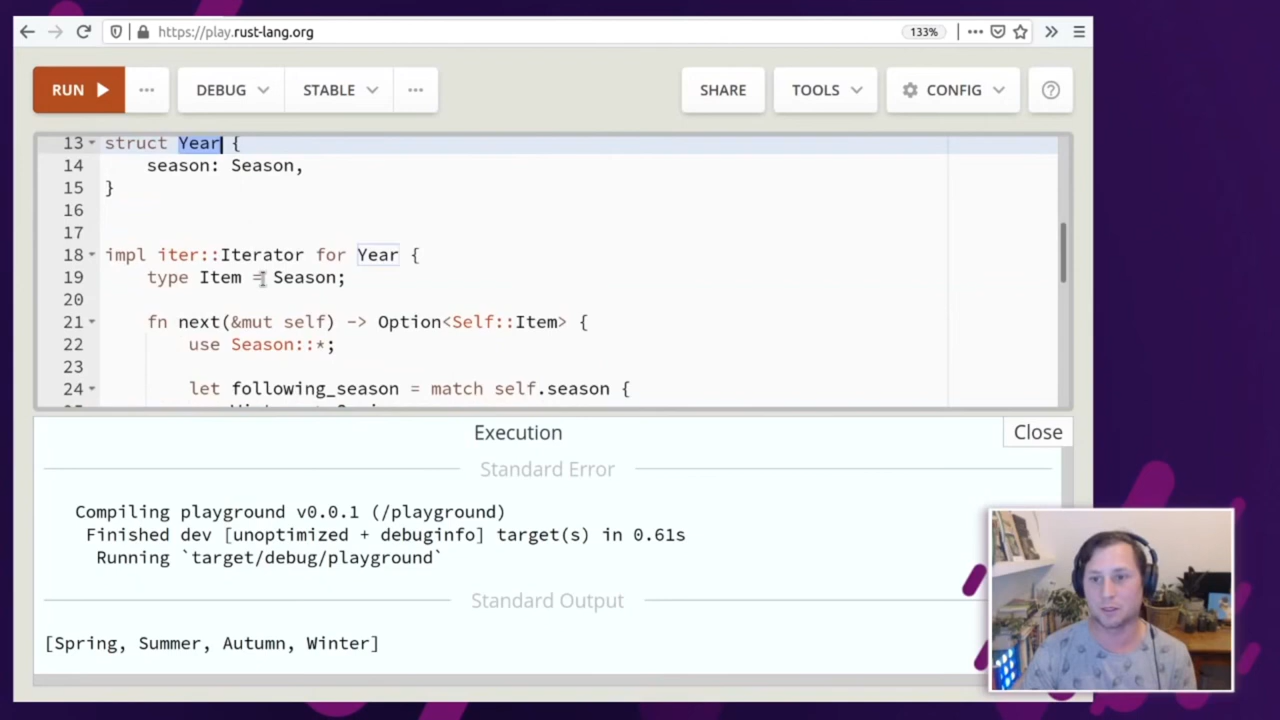 https://play.rust-lang.org
133%
RUN
DEBUG
STABLE
SHARE
TOOLS
CONFIG
13 struct Year {
14 season: Season,
15 }
16
17
18 impl iter::Iterator for Year {
19 type Item = Season;
20
21 fn next(&mut self) -> Option<Self::Item> {
22 use Season::*;
23
24 let following_season = match self.season {
Execution
Close
Standard Error
Compiling playground v0.0.1 (/playground)
Finished dev [unoptimized + debuginfo] target(s) in 0.61s
Running `target/debug/playground`
Standard Output
[Spring, Summer, Autumn, Winter]